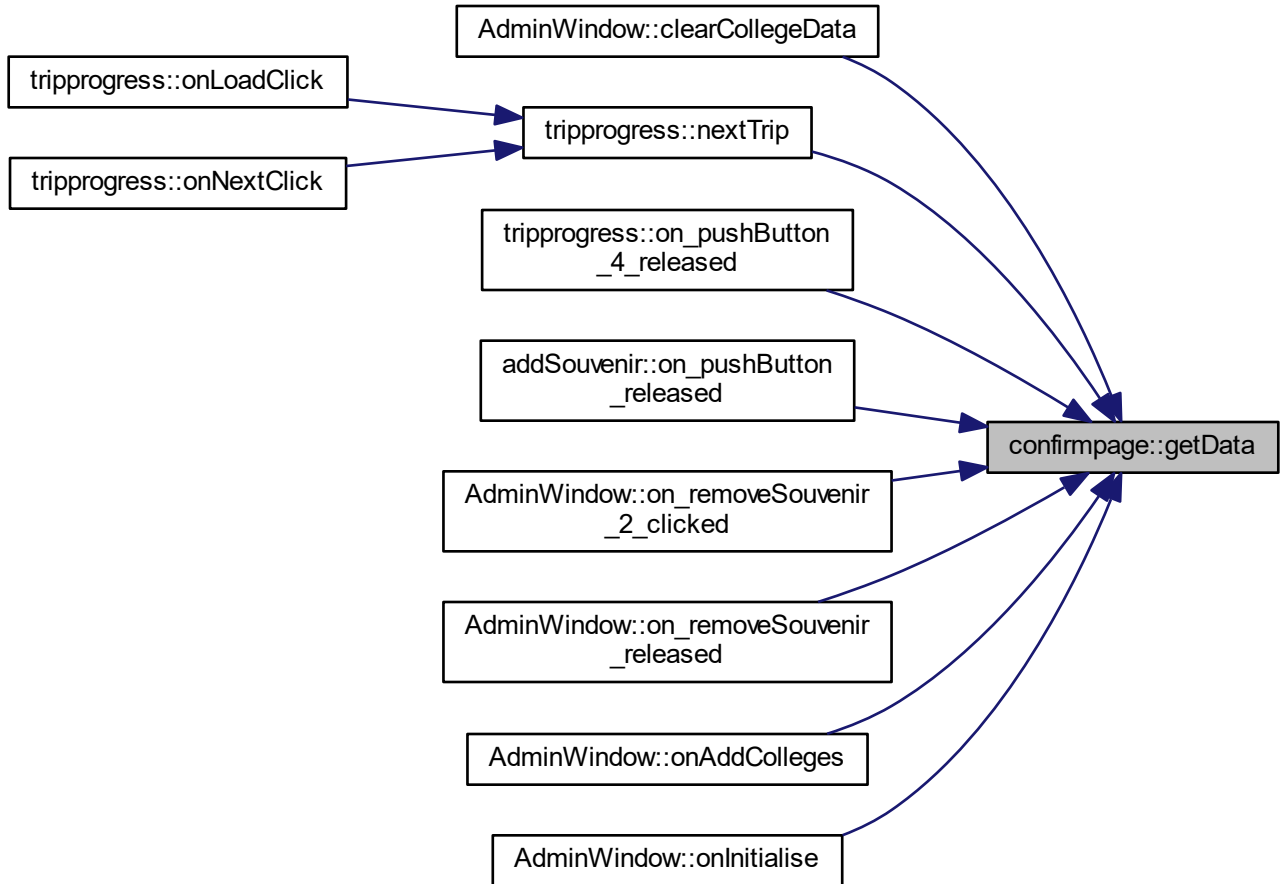 AdminWindow::clearCollegeData
tripprogress::onLoadClick
tripprogress::nextTrip
tripprogress::onNextClick
tripprogress::on_pushButton
_4_released
addSouvenir::on_pushButton
_released
confirmpage::getData
AdminWindow::on_removeSouvenir
_2_clicked
AdminWindow::on_removeSouvenir
_released
AdminWindow::onAddColleges
AdminWindow::onInitialise